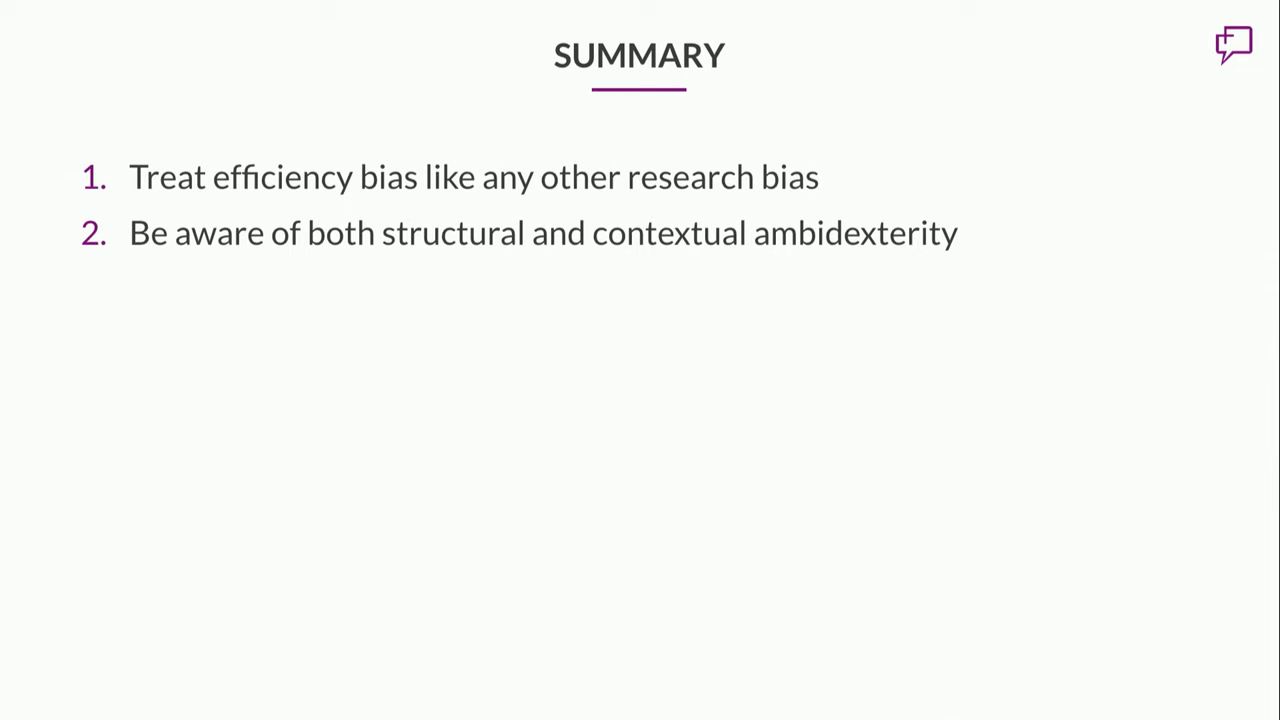 SUMMARY
1. Treat efficiency bias like any other research bias
2. Be aware of both structural and contextual ambidexterity